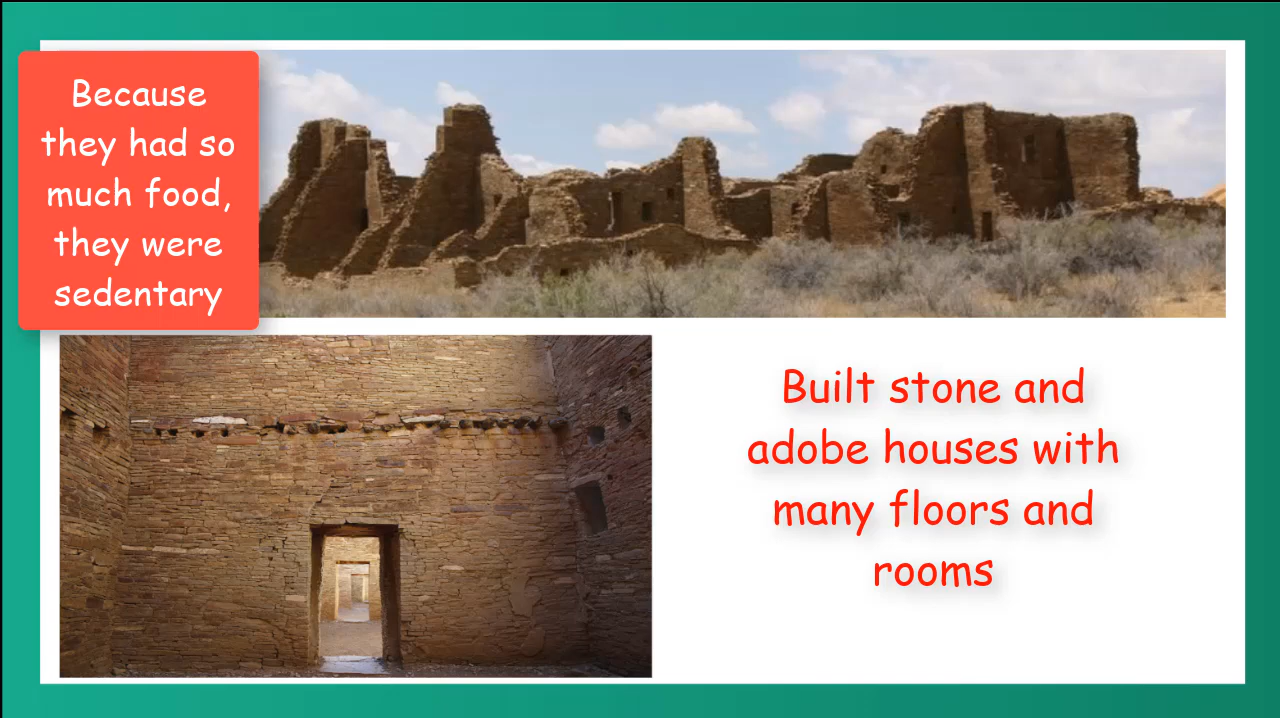 Because
they had so
much food,
they were
sedentary
Built stone and
adobe houses with
many floors and
rooms